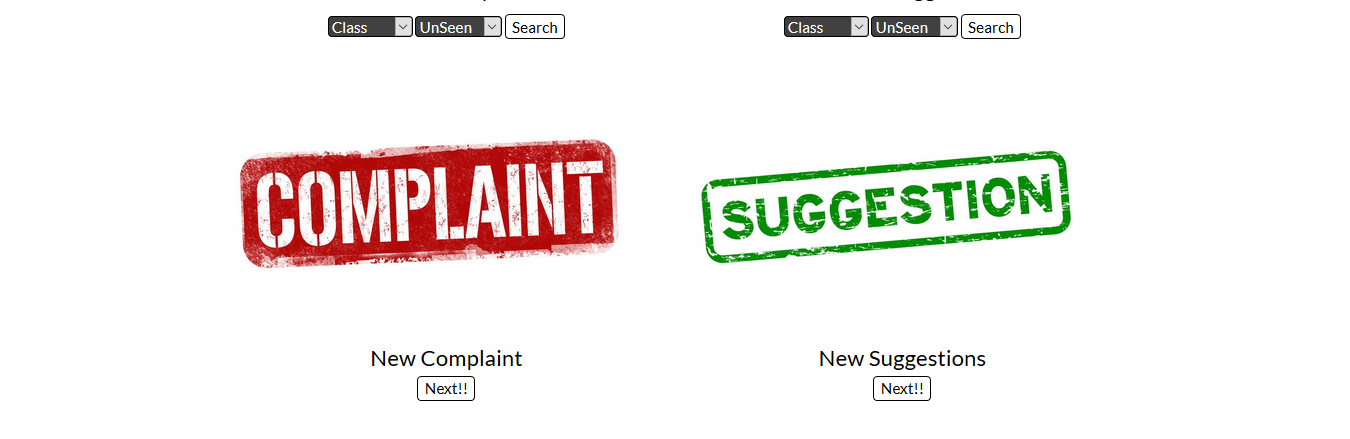 Class UnSeen Search Class UnSeen Search
COMPLAINT
SUGGESTION
New Complaint
Next!!
New Suggestions
Next!!